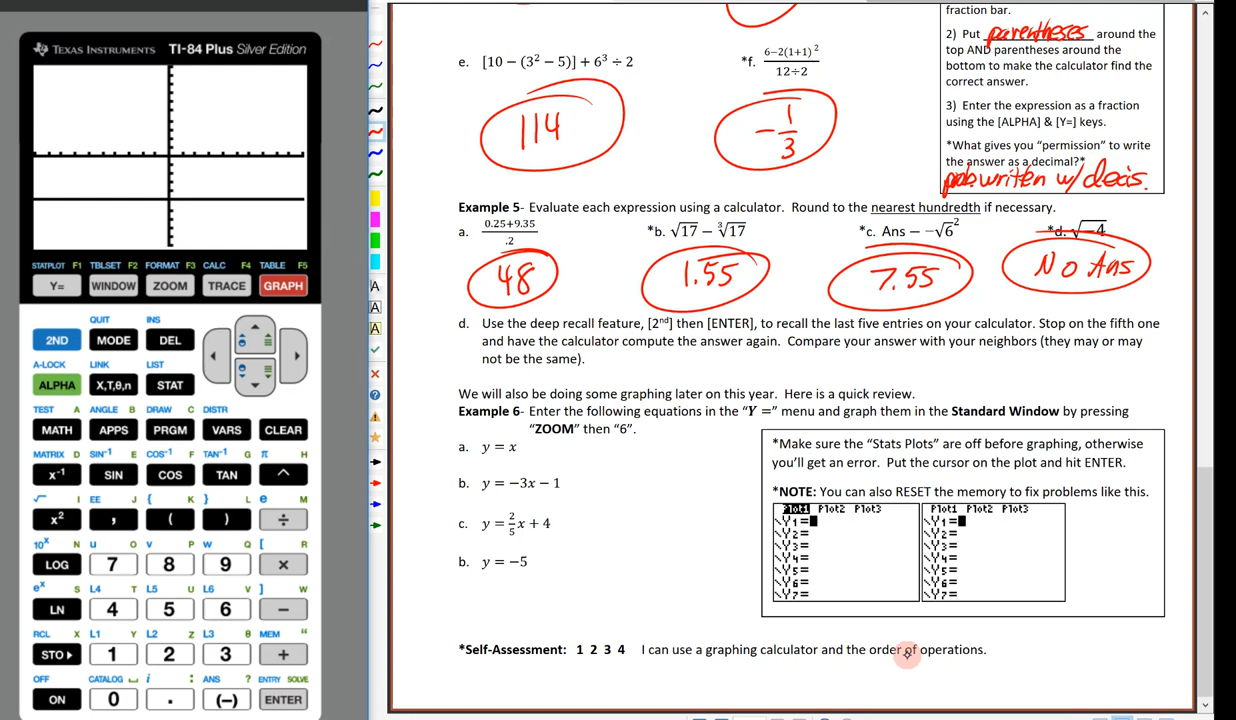 TEXAS INSTRUMENTS TI-84 Plus Silver Edition
STATPLOT F1 TBLSET F2 FORMAT F3 CALC F4 TABLE F5
Y= WINDOW ZOOM TRACE GRAPH
QUIT INS
2ND MODE DEL
A-LOCK LINK LIST
ALPHA X,T,θ,n STAT
TEST A ANGLE B DRAW C DISTR
MATH APPS PRGM VARS CLEAR
MATRIX D SIN⁻¹ E COS⁻¹ F TAN⁻¹ G π H
x⁻¹ SIN COS TAN ^
√ I EE J { K } L e M
x² , ( ) ÷
10ˣ N u O v P w Q [ R
LOG 7 8 9 ×
eˣ S L4 T L5 U L6 V ] W
LN 4 5 6 −
RCL X L1 Y L2 Z L3 θ MEM "
STO▶ 1 2 3 +
OFF CATALOG i : ANS ? ENTRY SOLVE
ON 0 . (−) ENTER
A
A
A
fraction bar.
2) Put parentheses around the
top AND parentheses around the
bottom to make the calculator find the
correct answer.
3) Enter the expression as a fraction
using the [ALPHA] & [Y=] keys.
*What gives you "permission" to write
the answer as a decimal?*
prob. written w/ decis.
e. [10 − (3² − 5)] + 6³ ÷ 2
*f. 6−2(1+1)²
12÷2
114
−1/3
Example 5- Evaluate each expression using a calculator. Round to the nearest hundredth if necessary.
a. 0.25+9.35
.2
*b. √17 − ∛17
*c. Ans − −√6²
*d. √−4
48
1.55
7.55
No Ans
d. Use the deep recall feature, [2nd] then [ENTER], to recall the last five entries on your calculator. Stop on the fifth one
and have the calculator compute the answer again. Compare your answer with your neighbors (they may or may
not be the same).
We will also be doing some graphing later on this year. Here is a quick review.
Example 6- Enter the following equations in the "Y =" menu and graph them in the Standard Window by pressing
"ZOOM" then "6".
a. y = x
b. y = −3x − 1
c. y = 2/5 x + 4
b. y = −5
*Make sure the "Stats Plots" are off before graphing, otherwise
you'll get an error. Put the cursor on the plot and hit ENTER.
*NOTE: You can also RESET the memory to fix problems like this.
Plot1 Plot2 Plot3
\Y1=
\Y2=
\Y3=
\Y4=
\Y5=
\Y6=
\Y7=
Plot1 Plot2 Plot3
\Y1=
\Y2=
\Y3=
\Y4=
\Y5=
\Y6=
\Y7=
*Self-Assessment: 1 2 3 4 I can use a graphing calculator and the order of operations.